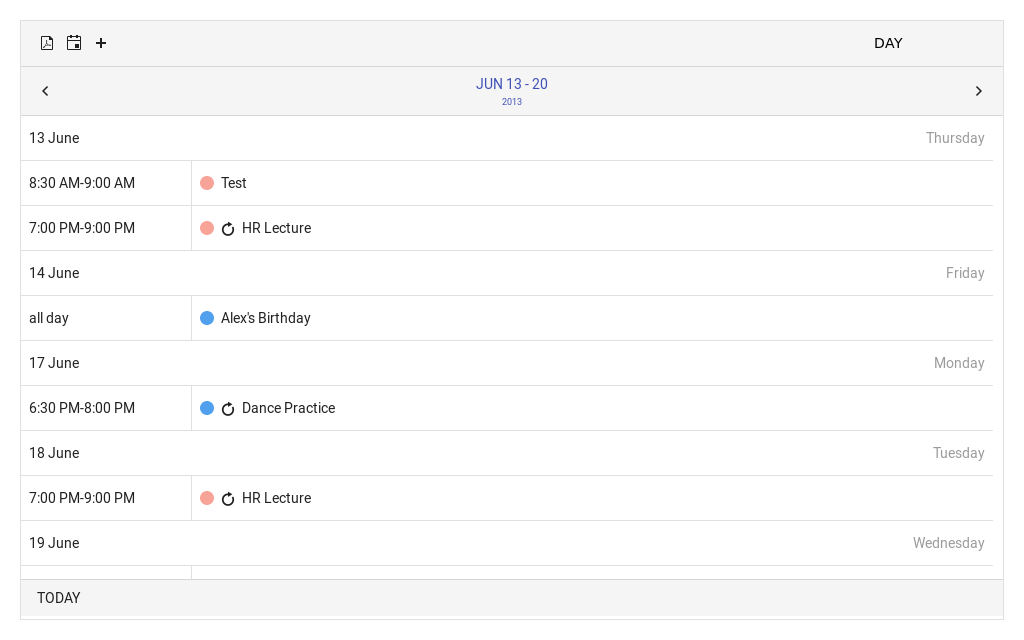 DAY
JUN 13 - 20
2013
13 June Thursday
8:30 AM-9:00 AM Test
7:00 PM-9:00 PM HR Lecture
14 June Friday
all day Alex's Birthday
17 June Monday
6:30 PM-8:00 PM Dance Practice
18 June Tuesday
7:00 PM-9:00 PM HR Lecture
19 June Wednesday
TODAY